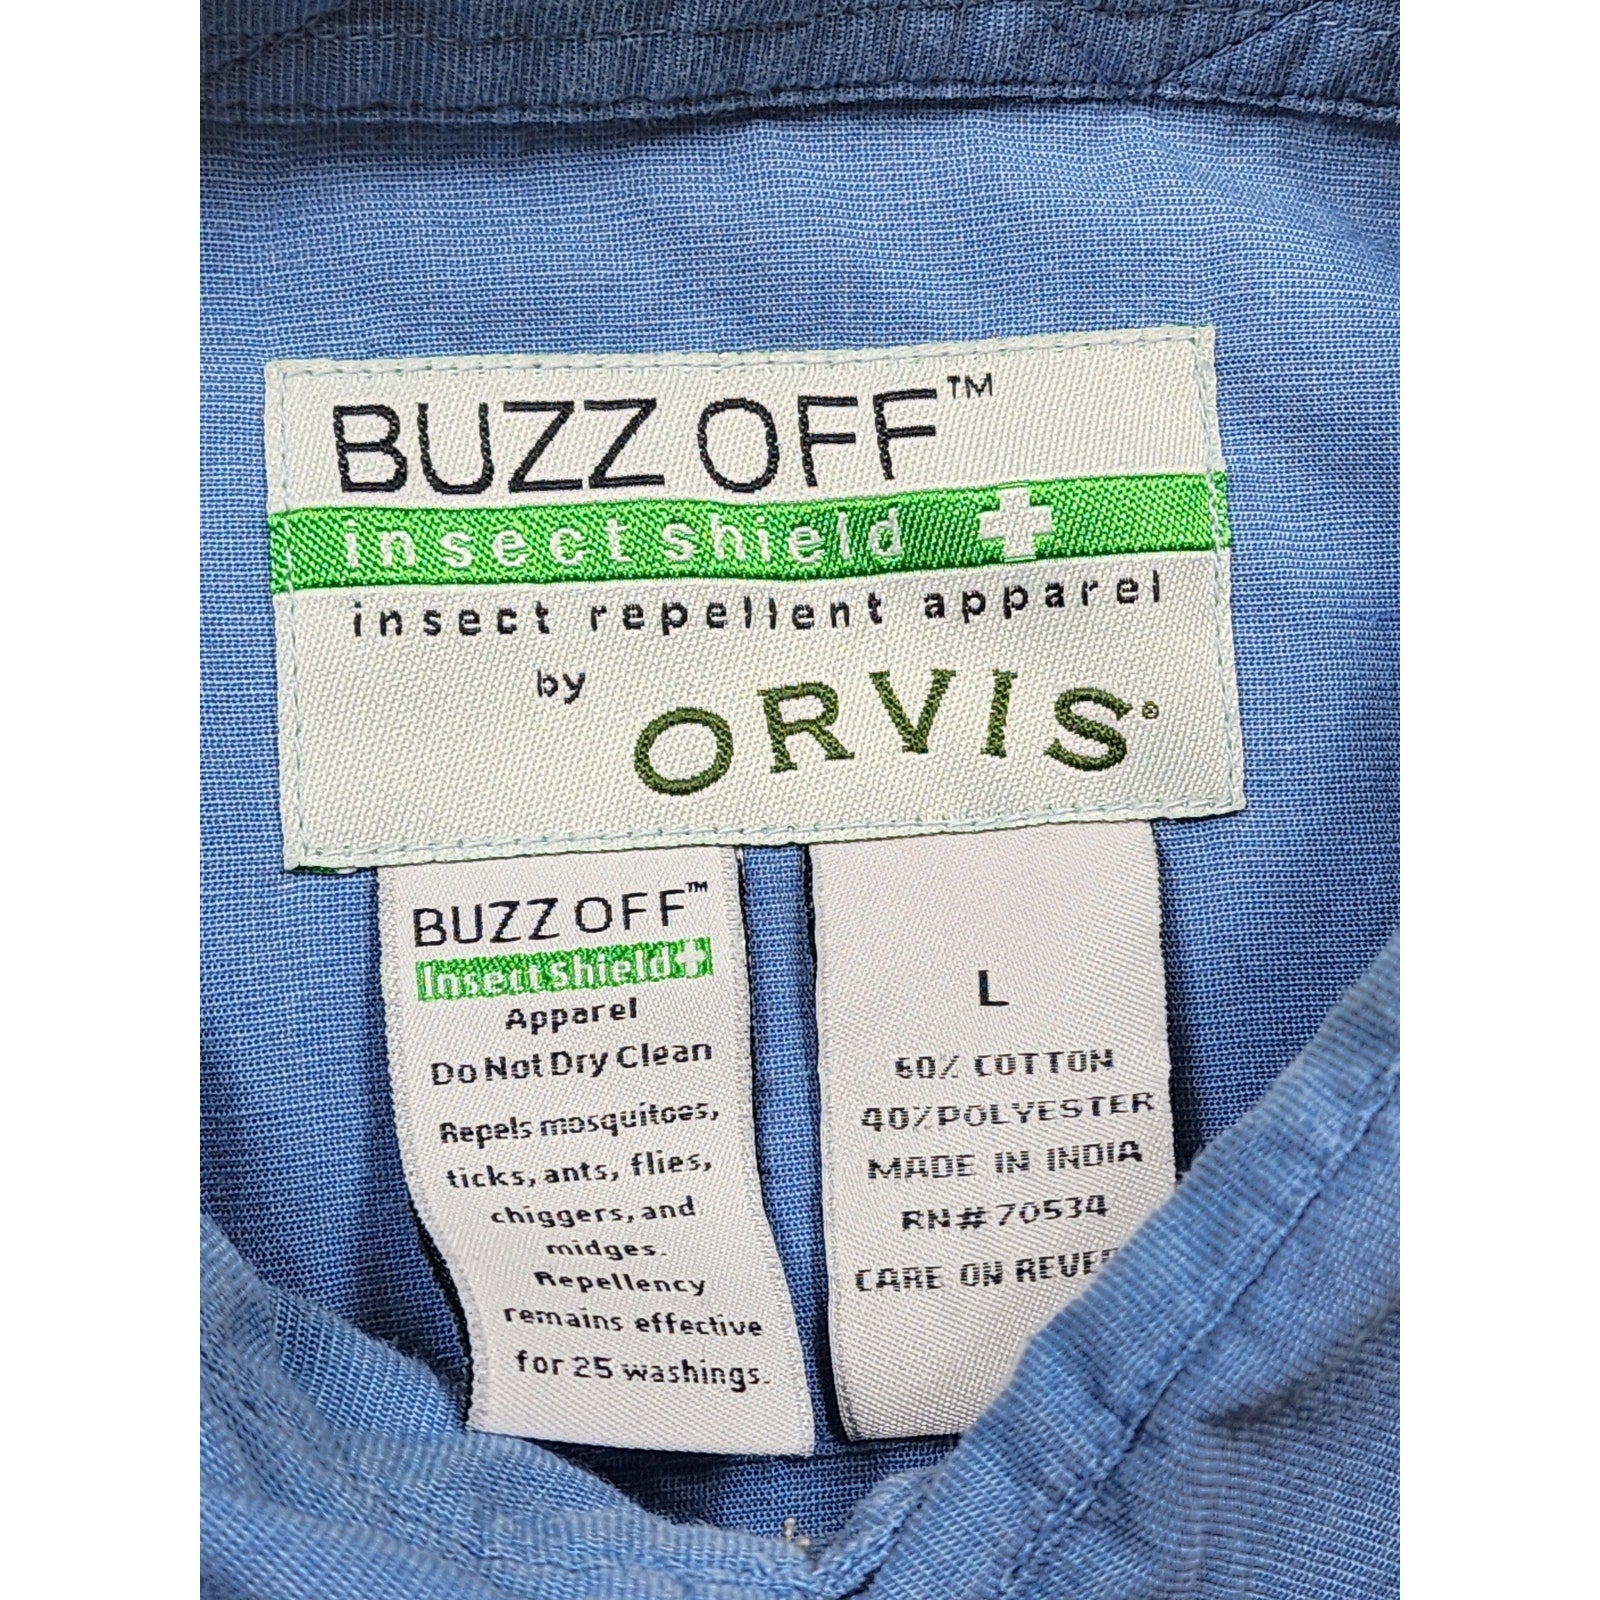 BUZZ OFF™
insect shield
insect repellent apparel
by ORVIS®
BUZZ OFF™
Insect Shield
Apparel
Do Not Dry Clean
Repels mosquitoes,
ticks, ants, flies,
chiggers, and
midges.
Repellency
remains effective
for 25 washings.
L
60% COTTON
40% POLYESTER
MADE IN INDIA
RN# 70534
CARE ON